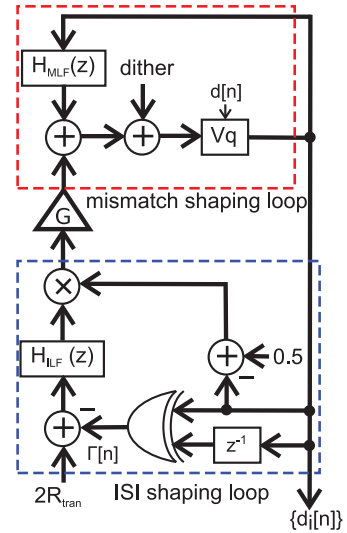 H_MLF(z)
dither
d[n]
+
+
Vq
mismatch shaping loop
G
×
H_ILF(z)
+
0.5
−
−
+
Γ[n]
z⁻¹
2R_tran
ISI shaping loop
{d_i[n]}